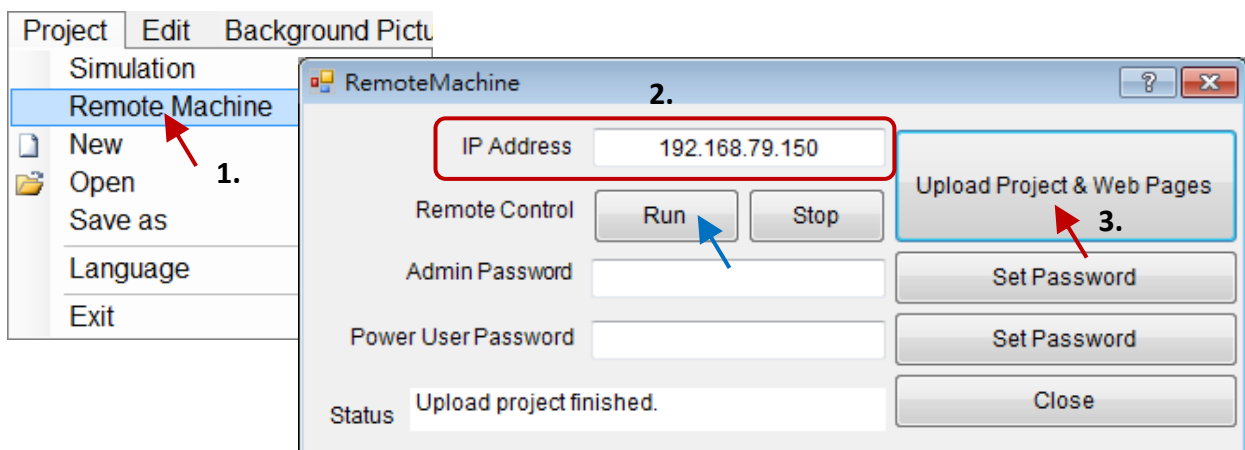 Project Edit Background Pictu
Simulation
Remote Machine
New
1.
Open
Save as
Language
Exit
RemoteMachine
2.
IP Address 192.168.79.150
Upload Project & Web Pages
3.
Remote Control Run Stop
Admin Password Set Password
Power User Password Set Password
Status Upload project finished. Close